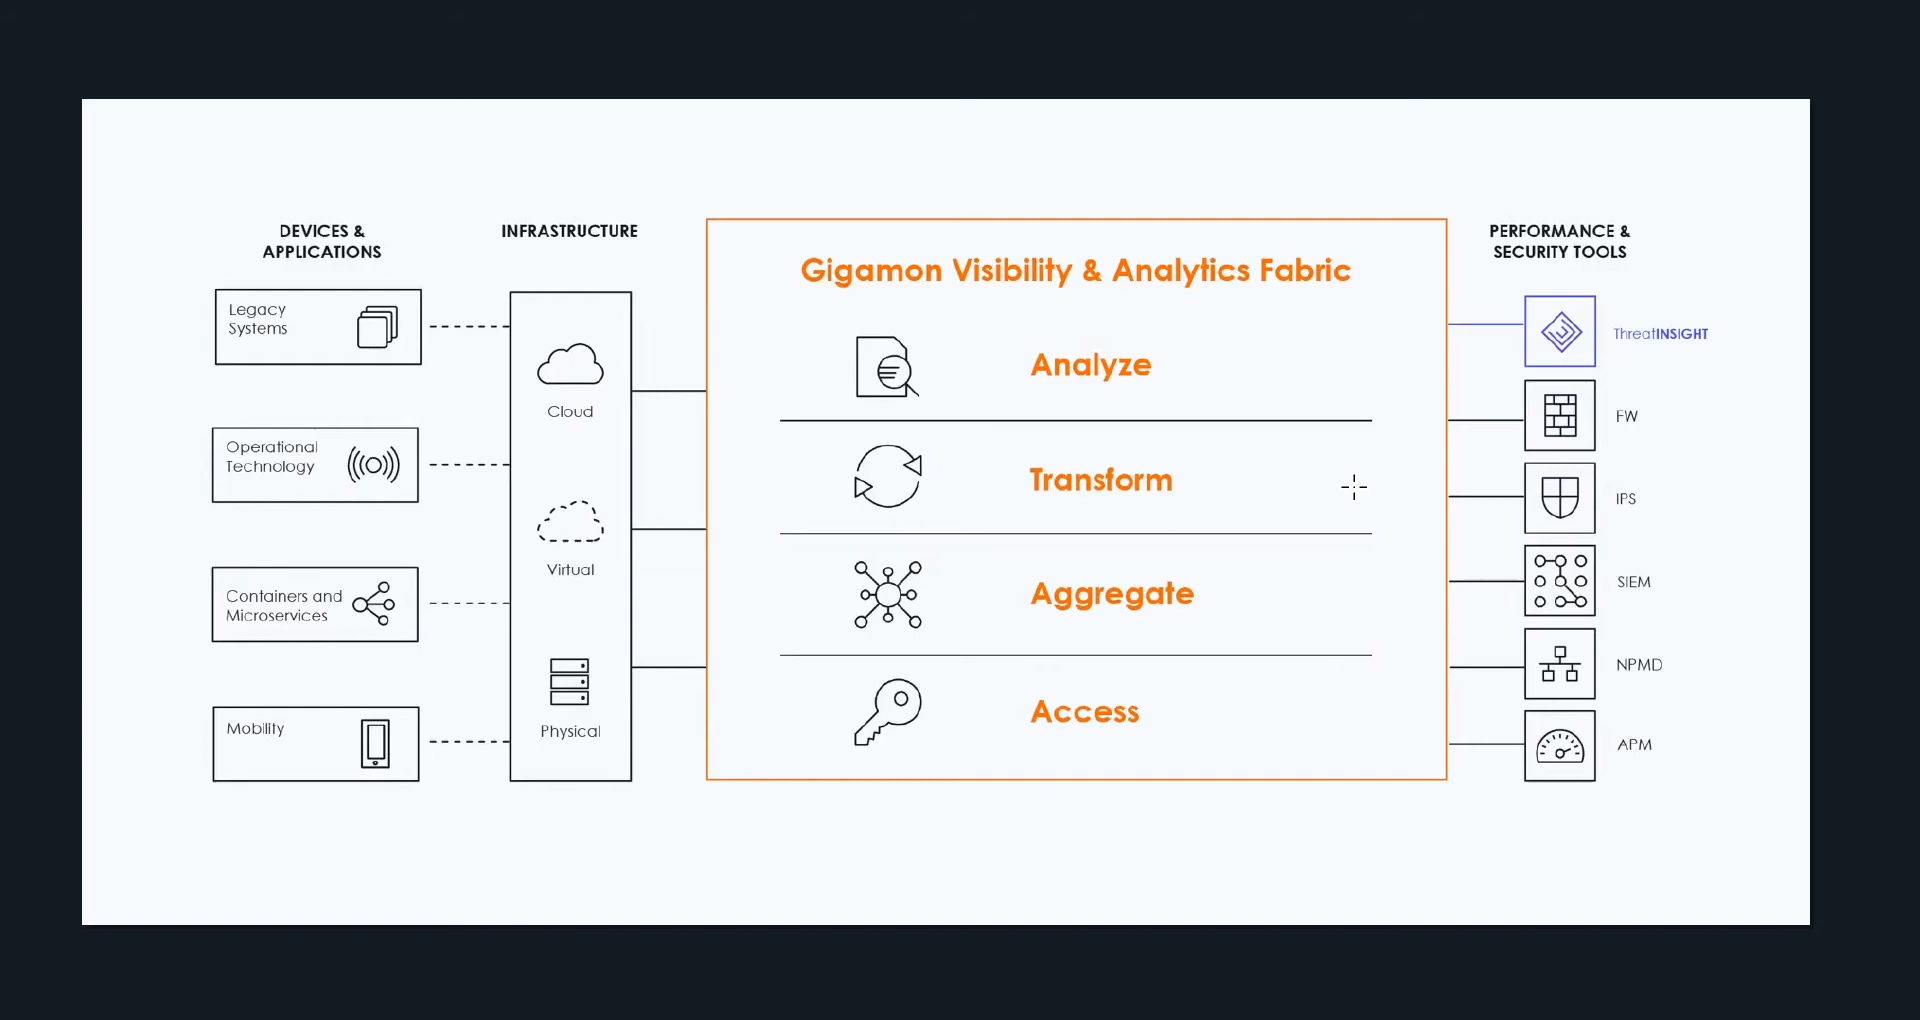 DEVICES &
APPLICATIONS
Legacy
Systems
Operational
Technology
Containers and
Microservices
Mobility
INFRASTRUCTURE
Cloud
Virtual
Physical
Gigamon Visibility & Analytics Fabric
Analyze
Transform
Aggregate
Access
PERFORMANCE &
SECURITY TOOLS
ThreatINSIGHT
FW
IPS
SIEM
NPMD
APM